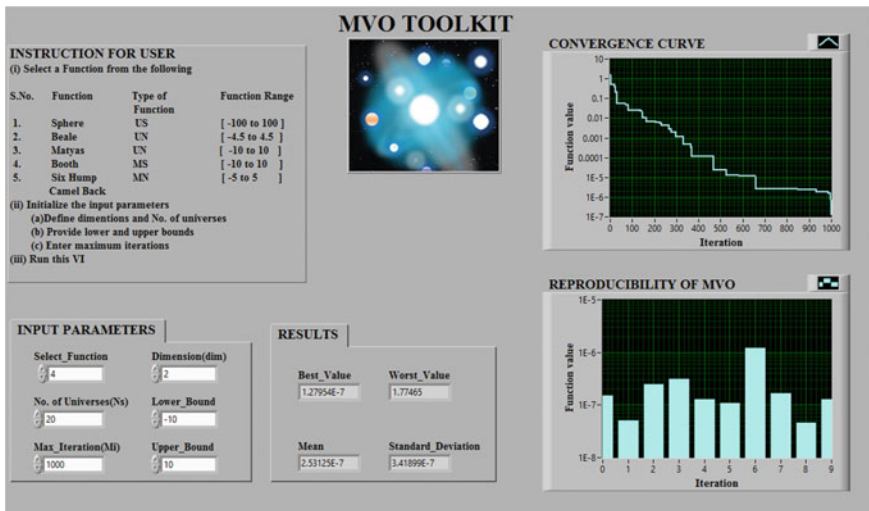 MVO TOOLKIT
INSTRUCTION FOR USER
(i) Select a Function from the following
S.No. Function Type of Function Function Range
1. Sphere US [ -100 to 100 ]
2. Beale UN [ -4.5 to 4.5 ]
3. Matyas UN [ -10 to 10 ]
4. Booth MS [ -10 to 10 ]
5. Six Hump Camel Back MN [ -5 to 5 ]
(ii) Initialize the input parameters
(a)Define dimentions and No. of universes
(b) Provide lower and upper bounds
(c) Enter maximum iterations
(iii) Run this VI
CONVERGENCE CURVE
Function value
10
1
0.1
0.01
0.001
0.0001
1E-5
1E-6
1E-7
0 100 200 300 400 500 600 700 800 900 1000
Iteration
INPUT PARAMETERS
Select_Function Dimension(dim)
4 2
No. of Universes(Ns) Lower_Bound
20 -10
Max_Iteration(Mi) Upper_Bound
1000 10
RESULTS
Best_Value Worst_Value
1.27954E-7 1.77465
Mean Standard_Deviation
2.53125E-7 3.41899E-7
REPRODUCIBILITY OF MVO
Function value
1E-5
1E-6
1E-7
1E-8
0 1 2 3 4 5 6 7 8 9
Iteration